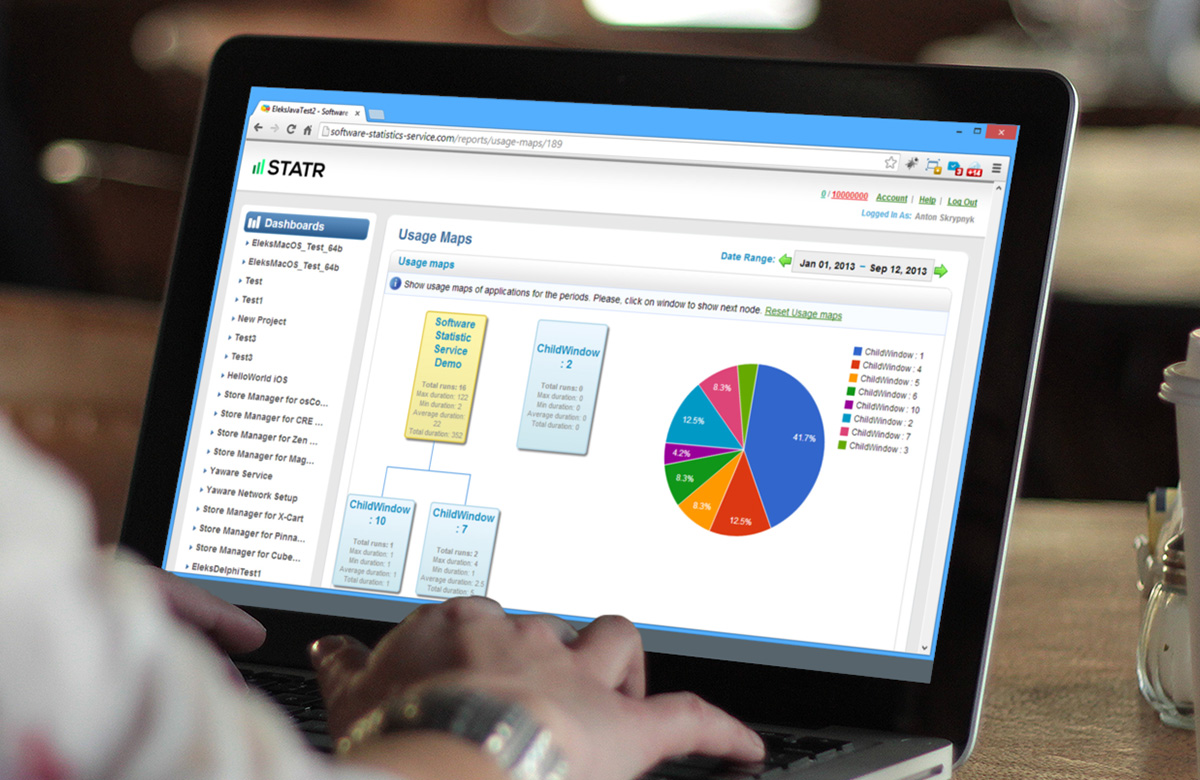 EleksJavaTest2 - Software
software-statistics-service.com/reports/usage-maps/189
3
+14
STATR
0 / 10000000 Account | Help | Log Out
Logged In As: Anton Skrypnyk
Dashboards
EleksMacOS_Test_64b
EleksMacOS_Test_64b
Test
Test1
New Project
Test3
Test3
HelloWorld iOS
Store Manager for osCo...
Store Manager for CRE ...
Store Manager for Zen ...
Store Manager for Mag...
Yaware Service
Yaware Network Setup
Store Manager for X-Cart
Store Manager for Pinna...
Store Manager for Cube...
EleksDelphiTest1
Usage Maps
Date Range: Jan 01, 2013 – Sep 12, 2013
Usage maps
Show usage maps of applications for the periods. Please, click on window to show next node. Reset Usage maps
Software
Statistic
Service
Demo
Total runs: 16
Max duration: 122
Min duration: 2
Average duration:
22
Total duration: 352
ChildWindow
: 2
Total runs: 0
Max duration: 0
Min duration: 0
Average duration: 0
Total duration: 0
ChildWindow
: 10
Total runs: 1
Max duration: 1
Min duration: 1
Average duration: 1
Total duration: 1
ChildWindow
: 7
Total runs: 2
Max duration: 4
Min duration: 1
Average duration: 2.5
Total duration: 5
41.7%
12.5%
8.3%
8.3%
4.2%
12.5%
8.3%
ChildWindow : 1
ChildWindow : 4
ChildWindow : 5
ChildWindow : 6
ChildWindow : 10
ChildWindow : 2
ChildWindow : 7
ChildWindow : 3